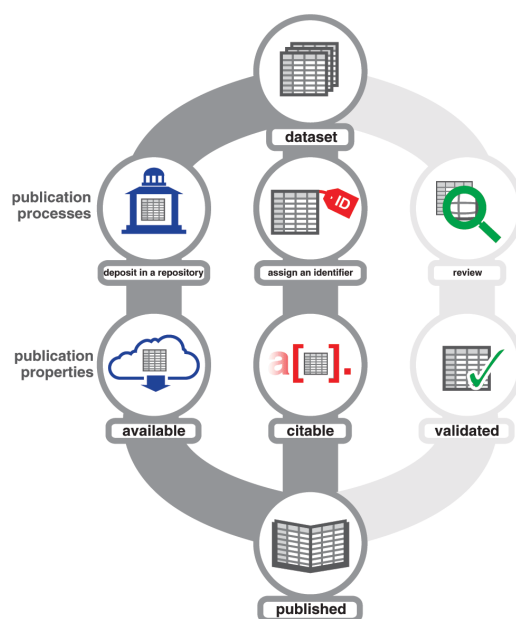 dataset
publication
processes
ID
deposit in a repository
assign an identifier
review
publication
properties
a[ ].
available
citable
validated
published